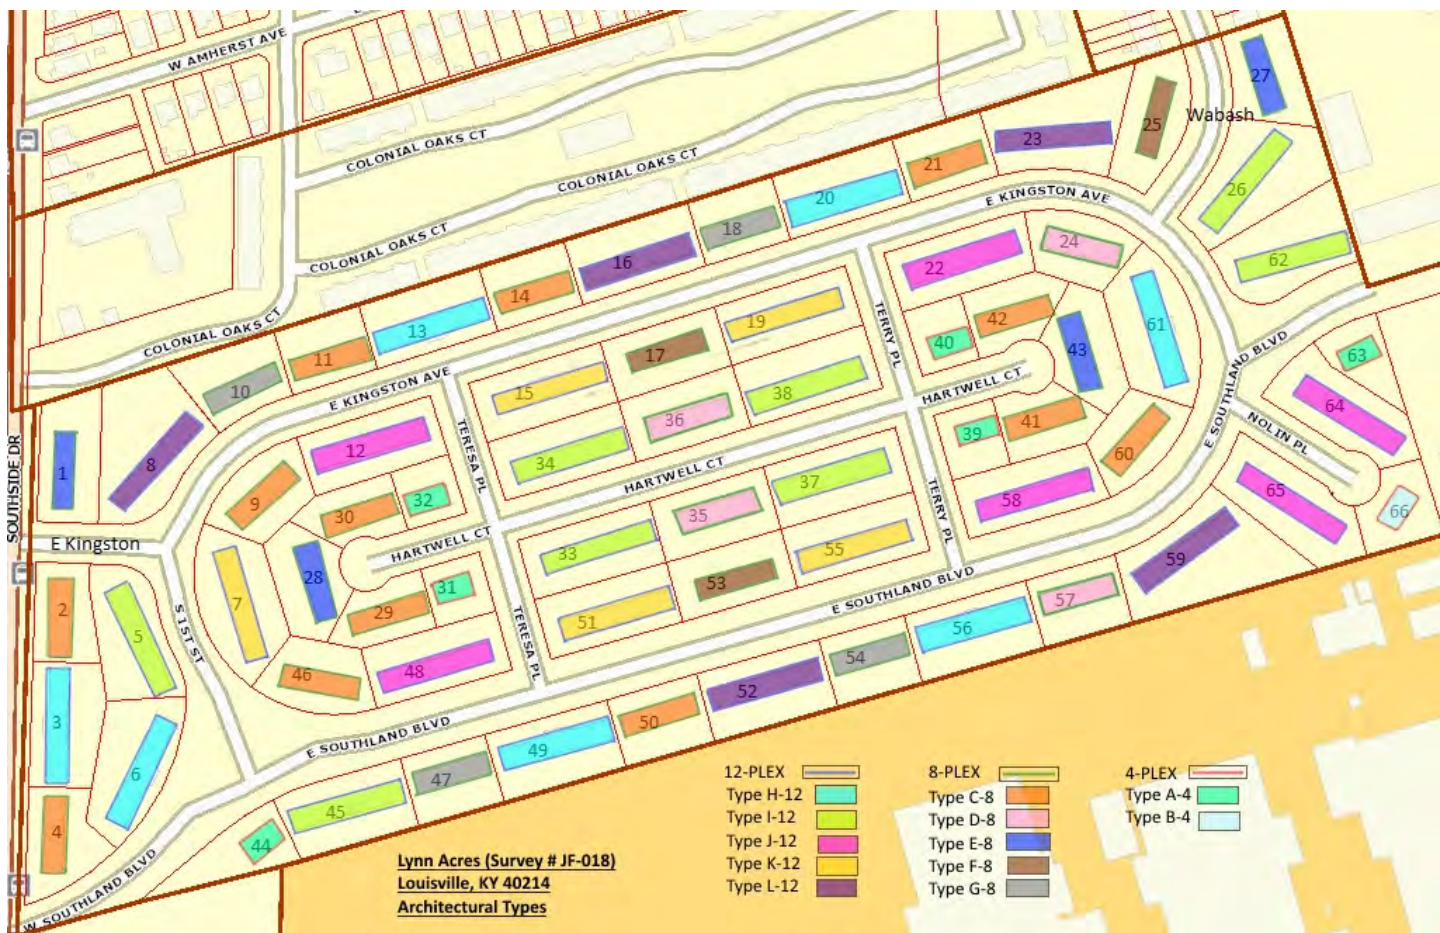 W AMHERST AVE
27
Wabash
25
23
COLONIAL OAKS CT
21
COLONIAL OAKS CT
26
20
E KINGSTON AVE
18
COLONIAL OAKS CT
24
62
16
22
14
13
19
42
61
COLONIAL OAKS CT
TERRY PL
40
43
17
63
11
E SOUTHLAND BLVD
10
E KINGSTON AVE
15
38
HARTWELL CT
64
36
41
39
NOLIN PL
SOUTHSIDE DR
1
8
12
TERESA PL
34
HARTWELL CT
60
9
32
37
58
65
30
35
TERRY PL
66
E Kingston
HARTWELL CT
33
55
59
28
31
53
E SOUTHLAND BLVD
2
7
29
51
57
5
S 1ST ST
TERESA PL
56
46
48
54
52
3
6
E SOUTHLAND BLVD
49
50
47
45
4
44
W SOUTHLAND BLVD
12-PLEX
8-PLEX
4-PLEX
Type H-12
Type C-8
Type A-4
Type I-12
Type D-8
Type B-4
Type J-12
Type E-8
Type K-12
Type F-8
Type L-12
Type G-8
Lynn Acres (Survey # JF-018)
Louisville, KY 40214
Architectural Types